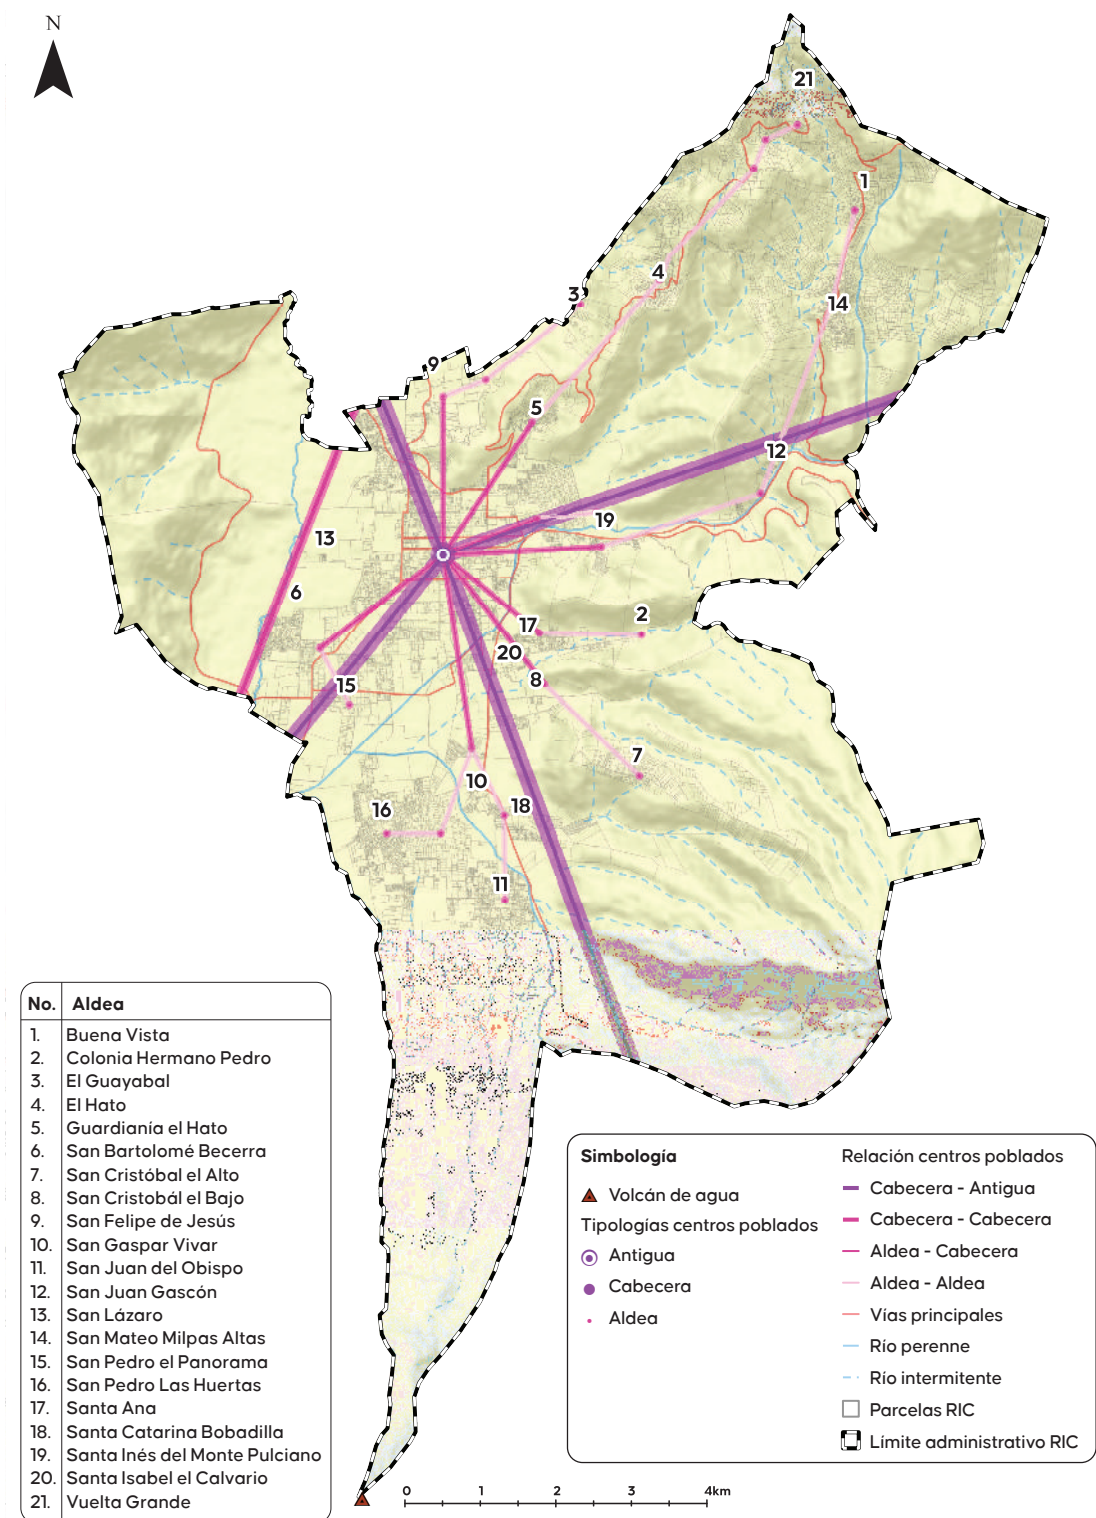 N
21
1
4
3
14
9
5
12
19
13
6
17
2
20
8
15
7
10
16
18
11
No. Aldea
1. Buena Vista
2. Colonia Hermano Pedro
3. El Guayabal
4. El Hato
5. Guardianía el Hato
6. San Bartolomé Becerra
7. San Cristóbal el Alto
8. San Cristobál el Bajo
9. San Felipe de Jesús
10. San Gaspar Vivar
11. San Juan del Obispo
12. San Juan Gascón
13. San Lázaro
14. San Mateo Milpas Altas
15. San Pedro el Panorama
16. San Pedro Las Huertas
17. Santa Ana
18. Santa Catarina Bobadilla
19. Santa Inés del Monte Pulciano
20. Santa Isabel el Calvario
21. Vuelta Grande
Simbología
Volcán de agua
Tipologías centros poblados
Antigua
Cabecera
Aldea
Relación centros poblados
Cabecera - Antigua
Cabecera - Cabecera
Aldea - Cabecera
Aldea - Aldea
Vías principales
Río perenne
Río intermitente
Parcelas RIC
Límite administrativo RIC
0 1 2 3 4km